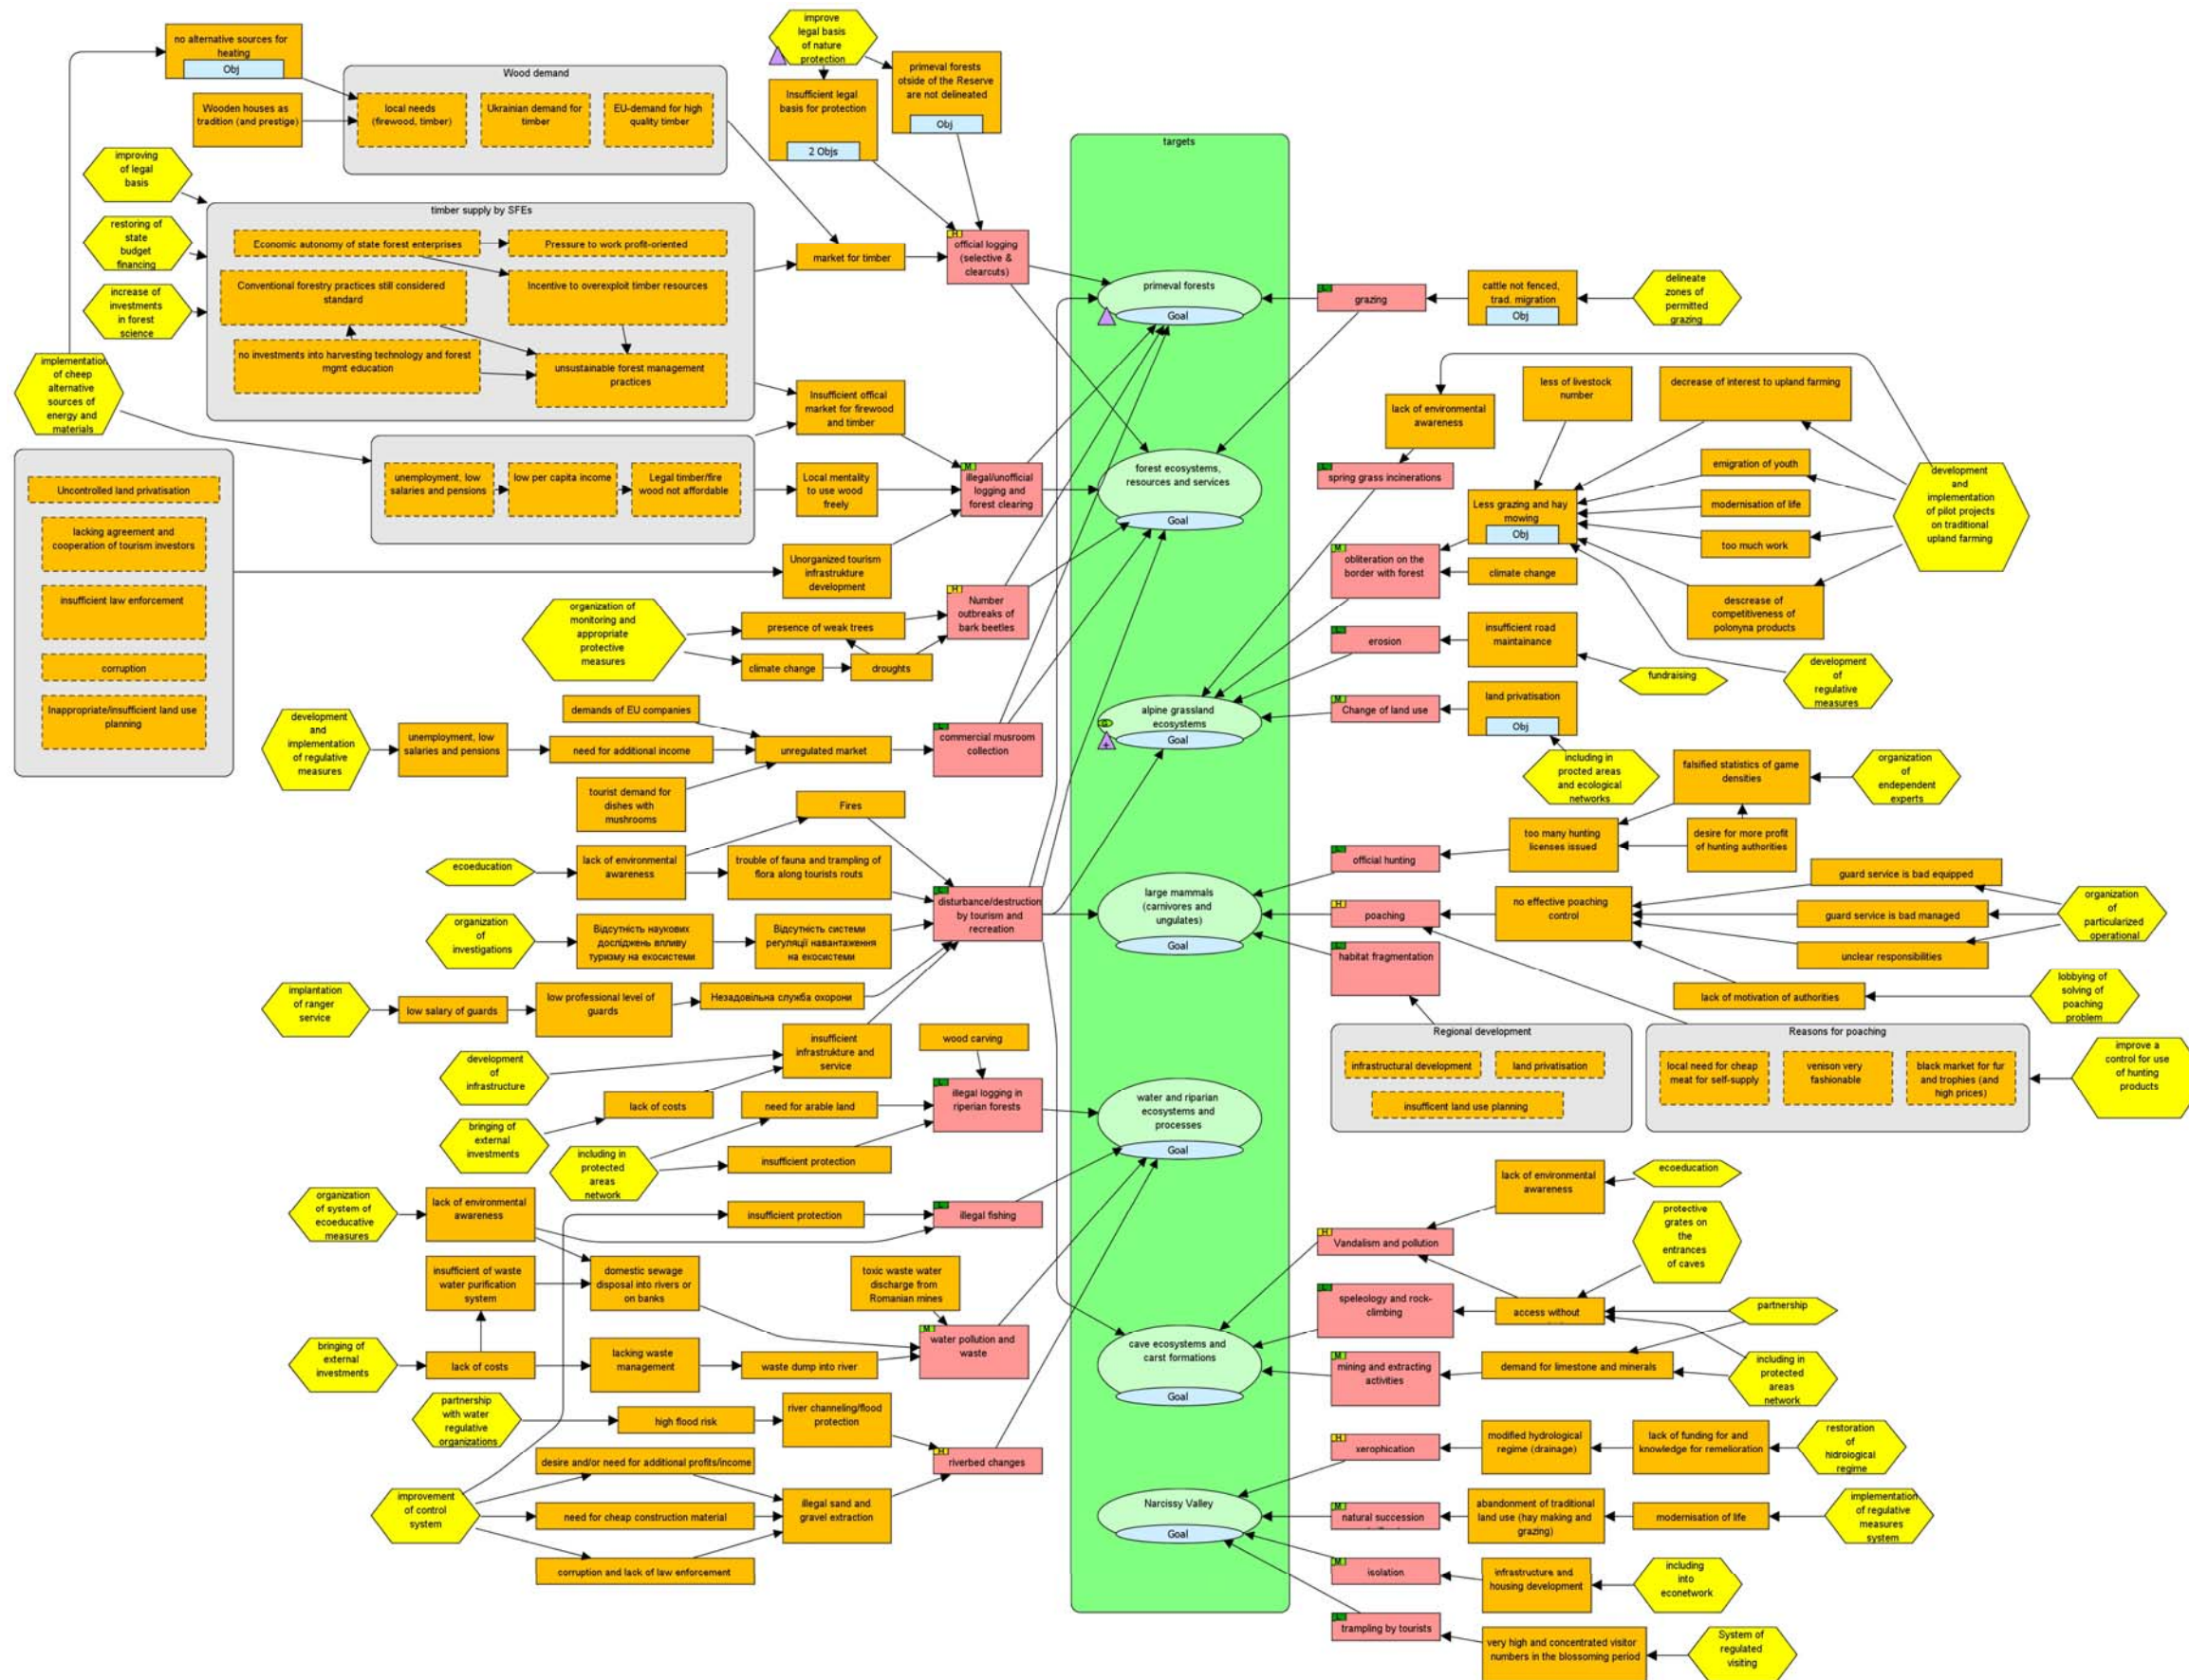 no alternative sources for
heating
Obj
Wooden houses as
tradition (and prestige)
Wood demand
local needs
(firewood, timber)
Ukrainian demand for
timber
EU-demand for high
quality timber
improve
legal basis
of nature
protection
Insufficient legal
basis for protection
2 Objs
primeval forests
otside of the Reserve
are not delineated
Obj
improving
of legal
basis
restoring of
state
budget
financing
increase of
investments
in forest
science
implementation
of cheep
alternative
sources of
energy and
materials
timber supply by SFEs
Economic autonomy of state forest enterprises
Pressure to work profit-oriented
Conventional forestry practices still considered
standard
Incentive to overexploit timber resources
no investments into harvesting technology and forest
mgmt education
unsustainable forest management
practices
market for timber
H
official logging
(selective &
clearcuts)
Insufficient offical
market for firewood
and timber
unemployment, low
salaries and pensions
low per capita income
Legal timber/fire
wood not affordable
Local mentality
to use wood
freely
M
illegal/unofficial
logging and
forest clearing
Uncontrolled land privatisation
lacking agreement and
cooperation of tourism investors
insufficient law enforcement
corruption
Inappropriate/insufficient land use
planning
Unorganized tourism
infrastrukture
development
organization of
monitoring and
appropriate
protective
measures
presence of weak trees
climate change
droughts
H
Number
outbreaks of
bark beetles
development
and
implementation
of regulative
measures
unemployment, low
salaries and pensions
demands of EU companies
need for additional income
tourist demand for
dishes with
mushrooms
unregulated market
L
commercial musroom
collection
Fires
ecoeducation
lack of environmental
awareness
trouble of fauna and trampling of
flora along tourists routs
organization
of
investigations
Відсутність наукових
досліджень впливу
туризму на екосистеми
Відсутність системи
регуляції навантаження
на екосистеми
L
disturbance/destruction
by tourism and
recreation
implantation
of ranger
service
low salary of guards
low professional level of
guards
Незадовільна служба охорони
development
of
infrastructure
insufficient
infrastrukture and
service
bringing of
external
investments
lack of costs
wood carving
need for arable land
L
illegal logging in
riperian forests
including in
protected
areas
network
insufficient protection
organization
of system of
ecoeducative
measures
lack of environmental
awareness
insufficient protection
L
illegal fishing
insufficient of waste
water purification
system
domestic sewage
disposal into rivers or
on banks
toxic waste water
discharge from
Romanian mines
bringing of
external
investments
lack of costs
lacking waste
management
waste dump into river
M
water pollution and
waste
partnership
with water
regulative
organizations
high flood risk
river channeling/flood
protection
H
riverbed changes
improvement
of control
system
desire and/or need for additional profits/income
need for cheap construction material
corruption and lack of law enforcement
illegal sand and
gravel extraction
targets
primeval forests
Goal
forest ecosystems,
resources and services
Goal
alpine grassland
ecosystems
Goal
large mammals
(carnivores and
ungulates)
Goal
water and riparian
ecosystems and
processes
Goal
cave ecosystems and
carst formations
Goal
Narcissy Valley
Goal
L
grazing
cattle not fenced,
trad. migration
Obj
delineate
zones of
permitted
grazing
lack of environmental
awareness
less of livestock
number
decrease of interest to upland farming
L
spring grass incinerations
Less grazing and hay
mowing
Obj
emigration of youth
modernisation of life
too much work
descrease of
competitiveness of
polonyna products
development
and
implementation
of pilot projects
on traditional
upland farming
M
obliteration on the
border with forest
climate change
L
erosion
insufficient road
maintainance
fundraising
development
of
regulative
measures
M
Change of land use
land privatisation
Obj
including in
procted areas
and ecological
networks
falsified statistics of game
densities
organization
of
endependent
experts
L
official hunting
too many hunting
licenses issued
desire for more profit
of hunting authorities
H
poaching
no effective poaching
control
guard service is bad equipped
guard service is bad managed
unclear responsibilities
organization
of
particularized
operational
L
habitat fragmentation
lack of motivation of authorities
lobbying of
solving of
poaching
problem
Regional development
infrastructural development
land privatisation
insufficent land use planning
Reasons for poaching
local need for cheap
meat for self-supply
venison very
fashionable
black market for fur
and trophies (and
high prices)
improve a
control for use
of hunting
products
lack of environmental
awareness
ecoeducation
protective
grates on
the
entrances
of caves
H
Vandalism and pollution
L
speleology and rock-
climbing
access without
partnership
M
mining and extracting
activities
demand for limestone and minerals
including in
protected
areas
network
H
xerophication
modified hydrological
regime (drainage)
lack of funding for and
knowledge for remelioration
restoration
of
hidrological
regime
M
natural succession
abandonment of traditional
land use (hay making and
grazing)
modernisation of life
implementation
of regulative
measures
system
M
isolation
infrastructure and
housing development
including
into
econetwork
L
trampling by tourists
very high and concentrated visitor
numbers in the blossoming period
System of
regulated
visiting